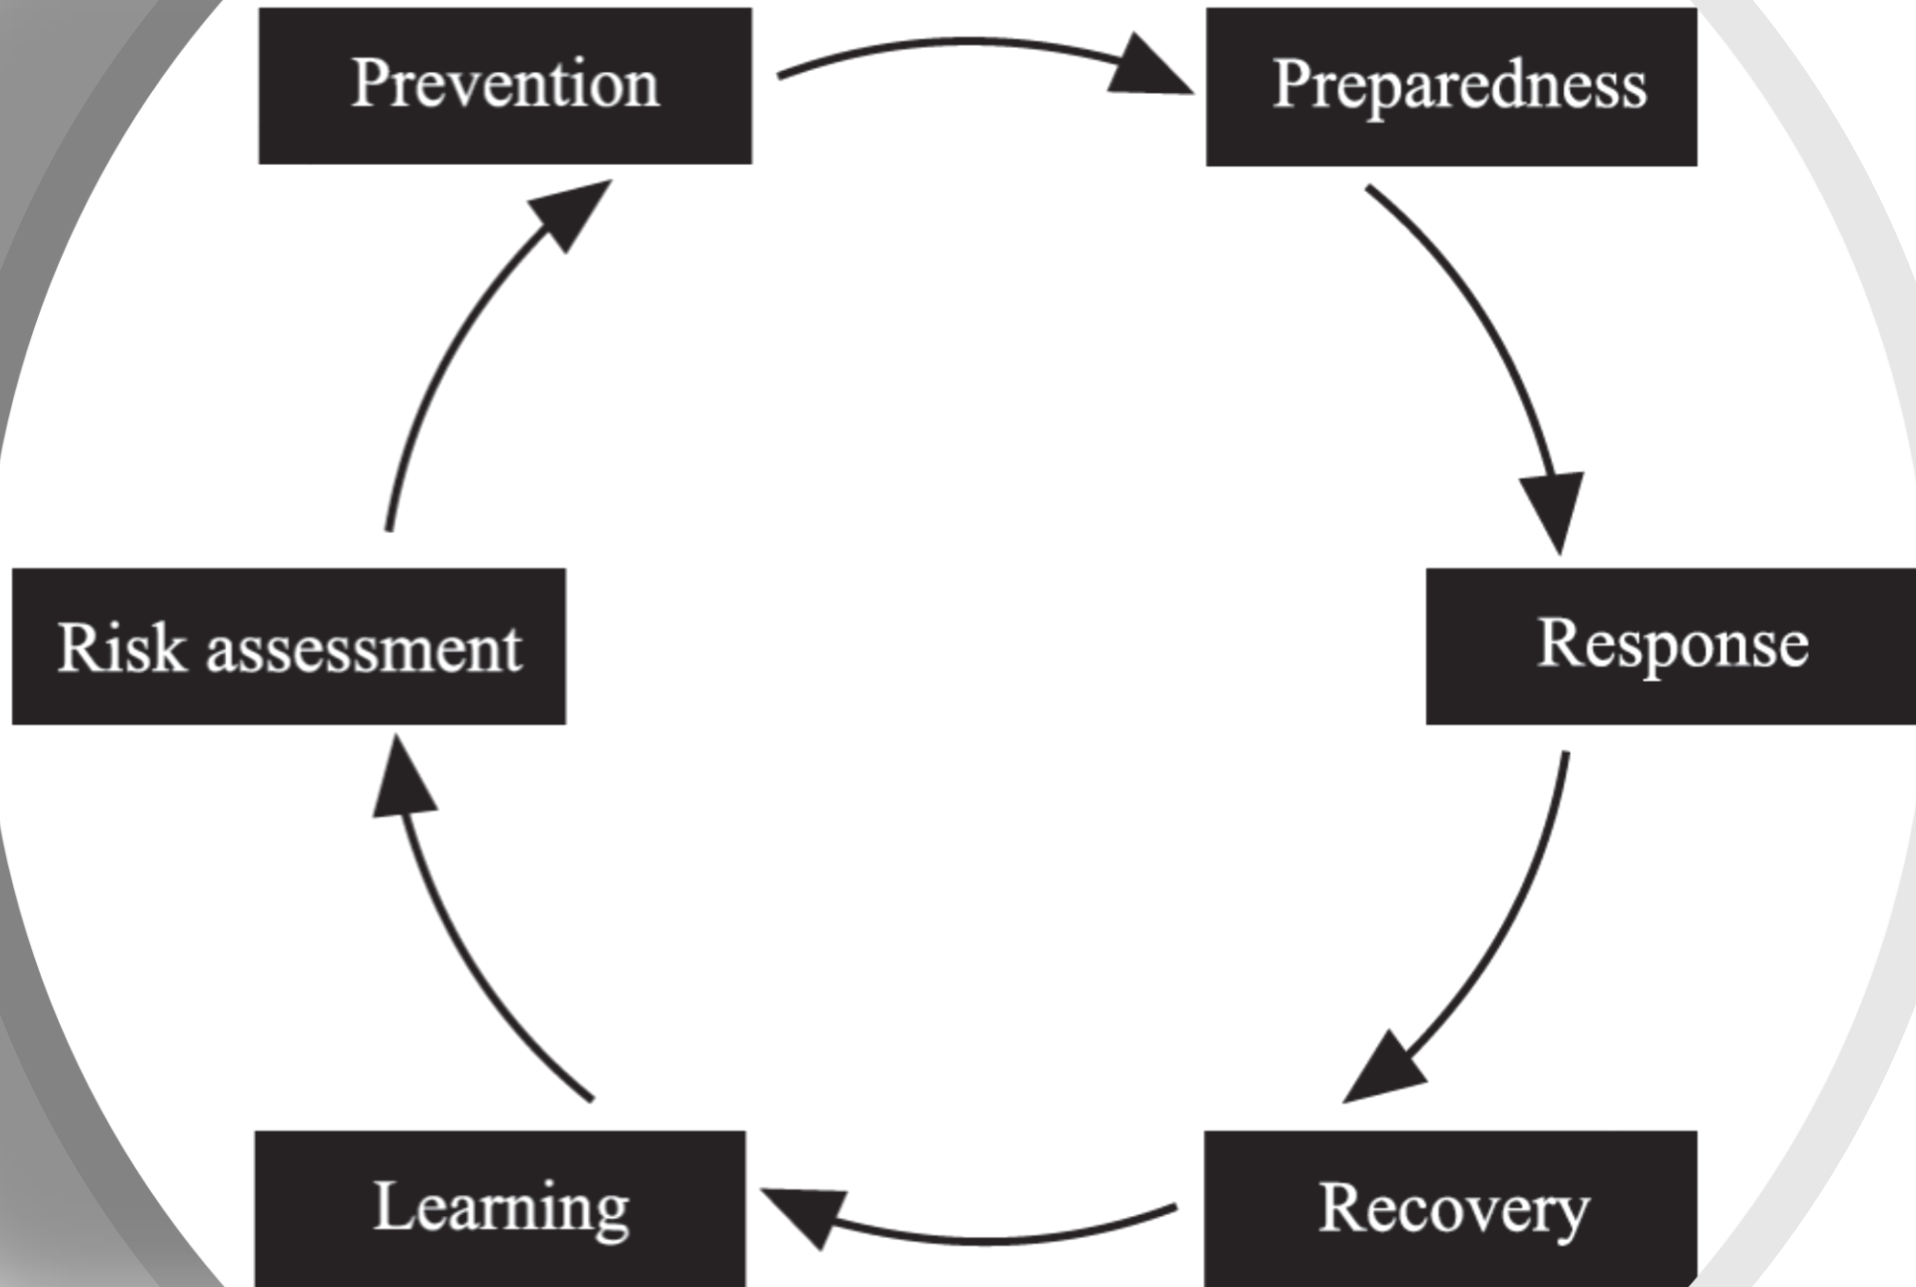 Prevention
Preparedness
Risk assessment
Response
Learning
Recovery